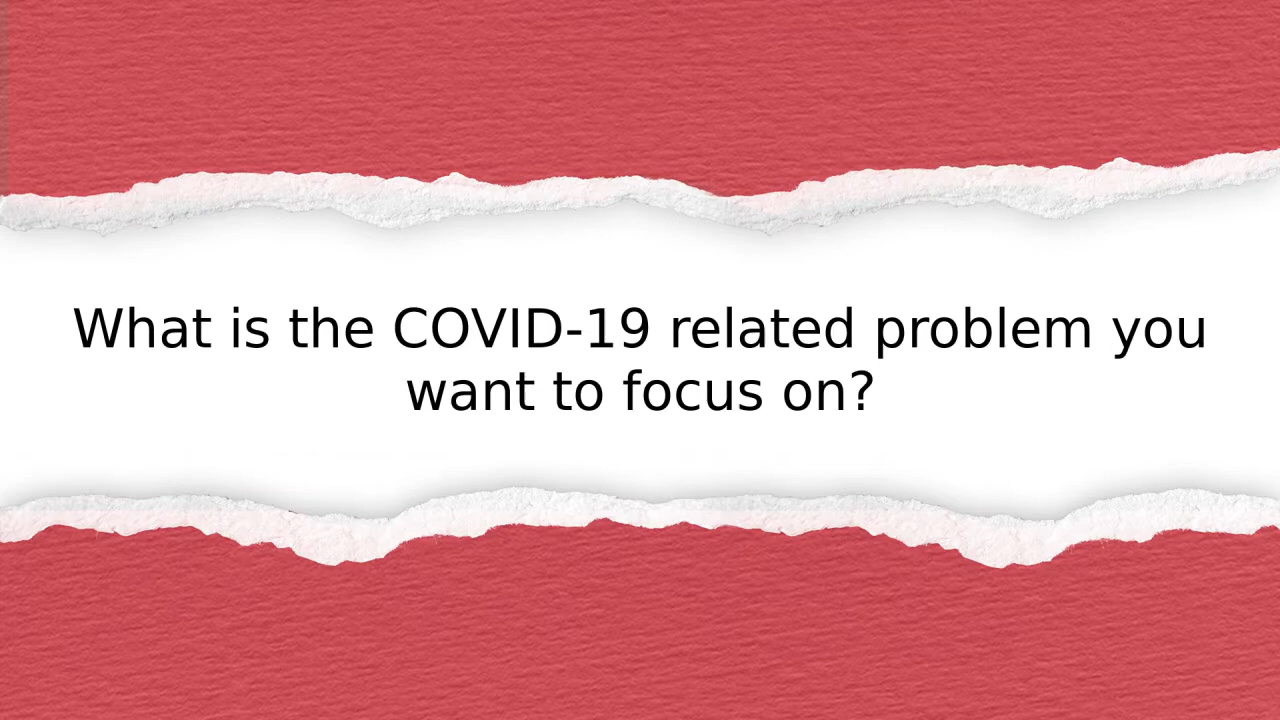 What is the COVID-19 related problem you
want to focus on?